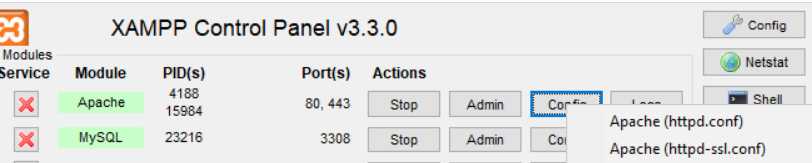 XAMPP Control Panel v3.3.0
Config
Modules
Netstat
Service Module PID(s) Port(s) Actions
Apache 4188 15984 80, 443 Stop Admin Config Logs
Shell
Apache (httpd.conf)
MySQL 23216 3308 Stop Admin
Apache (httpd-ssl.conf)